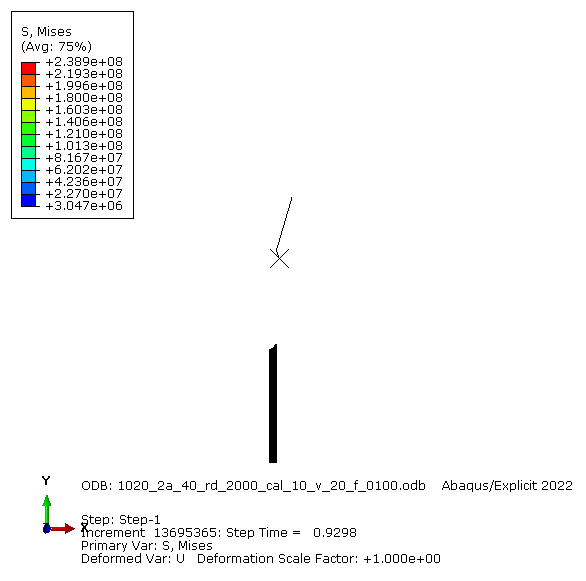 S, Mises
(Avg: 75%)
+2.389e+08
+2.193e+08
+1.996e+08
+1.800e+08
+1.603e+08
+1.406e+08
+1.210e+08
+1.013e+08
+8.167e+07
+6.202e+07
+4.236e+07
+2.270e+07
+3.047e+06
Y
X
ODB: 1020_2a_40_rd_2000_cal_10_v_20_f_0100.odb    Abaqus/Explicit 2022
Step: Step-1
Increment  13695365: Step Time =   0.9298
Primary Var: S, Mises
Deformed Var: U   Deformation Scale Factor: +1.000e+00